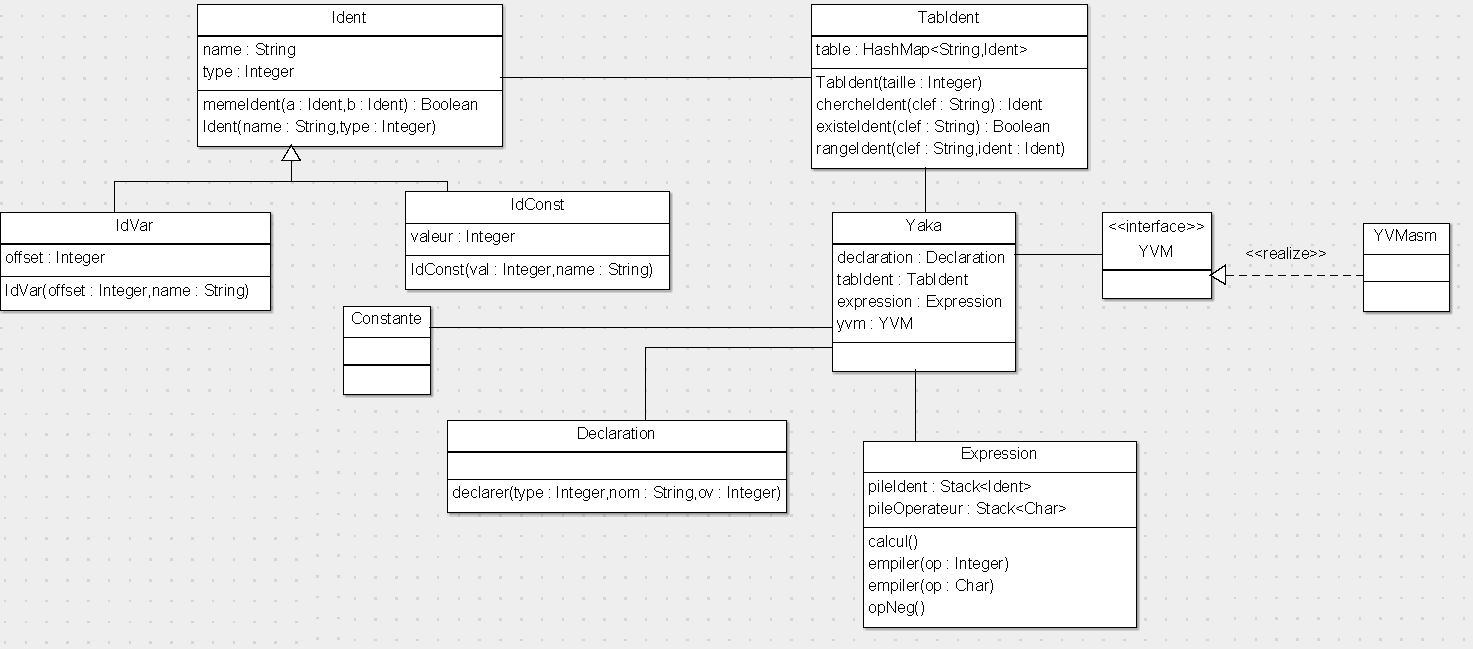 Ident
name : String
type : Integer
memeIdent(a : Ident,b : Ident) : Boolean
Ident(name : String,type : Integer)
TabIdent
table : HashMap<String,Ident>
TabIdent(taille : Integer)
chercheIdent(clef : String) : Ident
existeIdent(clef : String) : Boolean
rangeIdent(clef : String,ident : Ident)
IdVar
offset : Integer
IdVar(offset : Integer,name : String)
IdConst
valeur : Integer
IdConst(val : Integer,name : String)
Yaka
declaration : Declaration
tabIdent : TabIdent
expression : Expression
yvm : YVM
<<interface>>
YVM
<<realize>>
YVMasm
Constante
Declaration
declarer(type : Integer,nom : String,ov : Integer)
Expression
pileIdent : Stack<Ident>
pileOperateur : Stack<Char>
calcul()
empiler(op : Integer)
empiler(op : Char)
opNeg()